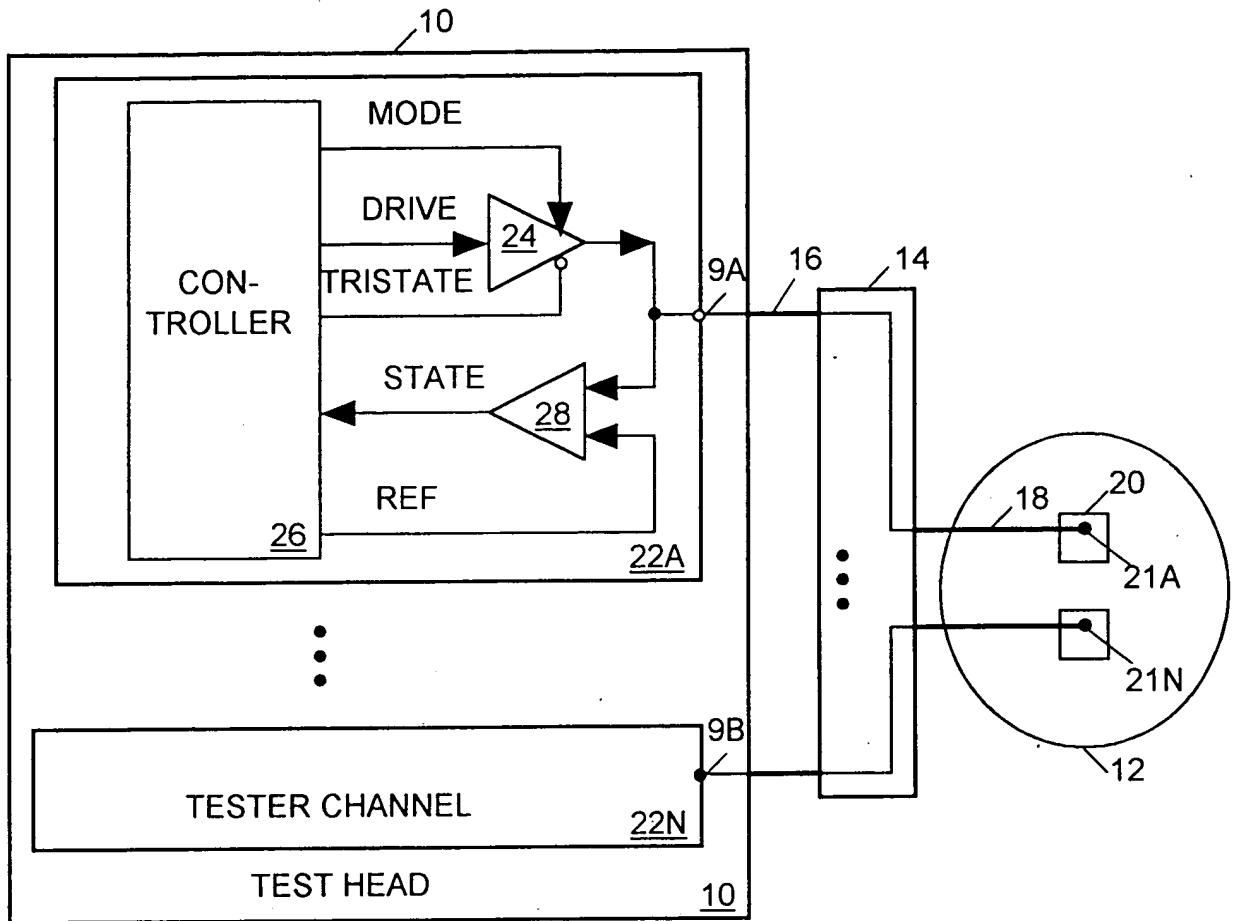 10
MODE
DRIVE
24
TRISTATE
CON-
TROLLER
STATE
28
REF
26
22A
9A
16
14
18
20
21A
21N
12
9B
TESTER CHANNEL
22N
TEST HEAD
10